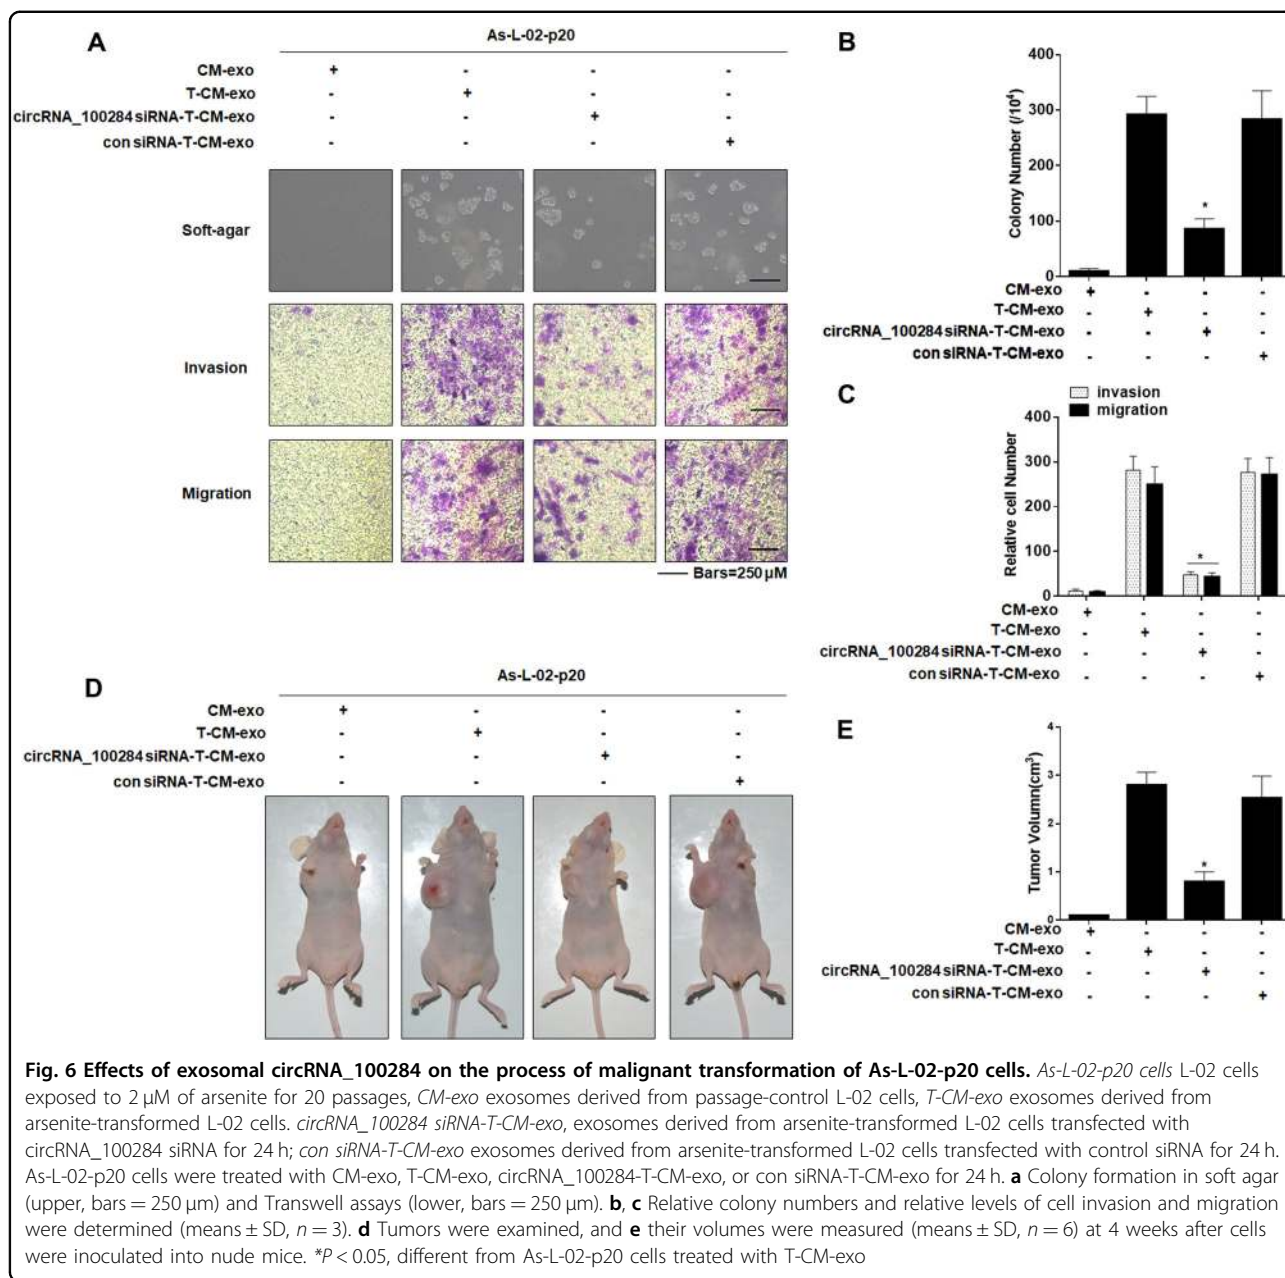 A
As-L-02-p20
CM-exo + - - -
T-CM-exo - + - -
circRNA_100284 siRNA-T-CM-exo - - + -
con siRNA-T-CM-exo - - - +
Soft-agar
Invasion
Migration
Bars=250 µM
B
Colony Number (/10⁴)
400
300
200
100
0
*
CM-exo + - - -
T-CM-exo - + - -
circRNA_100284 siRNA-T-CM-exo - - + -
con siRNA-T-CM-exo - - - +
C
invasion
migration
Relative cell Number
400
300
200
100
0
*
CM-exo + - - -
T-CM-exo - + - -
circRNA_100284 siRNA-T-CM-exo - - + -
con siRNA-T-CM-exo - - - +
D
As-L-02-p20
CM-exo + - - -
T-CM-exo - + - -
circRNA_100284 siRNA-T-CM-exo - - + -
con siRNA-T-CM-exo - - - +
E
Tumor Volumn(cm³)
4
3
2
1
0
*
CM-exo + - - -
T-CM-exo - + - -
circRNA_100284 siRNA-T-CM-exo - - + -
con siRNA-T-CM-exo - - - +
Fig. 6 Effects of exosomal circRNA_100284 on the process of malignant transformation of As-L-02-p20 cells. As-L-02-p20 cells L-02 cells
exposed to 2 µM of arsenite for 20 passages, CM-exo exosomes derived from passage-control L-02 cells, T-CM-exo exosomes derived from
arsenite-transformed L-02 cells. circRNA_100284 siRNA-T-CM-exo, exosomes derived from arsenite-transformed L-02 cells transfected with
circRNA_100284 siRNA for 24 h; con siRNA-T-CM-exo exosomes derived from arsenite-transformed L-02 cells transfected with control siRNA for 24 h.
As-L-02-p20 cells were treated with CM-exo, T-CM-exo, circRNA_100284-T-CM-exo, or con siRNA-T-CM-exo for 24 h. a Colony formation in soft agar
(upper, bars = 250 µm) and Transwell assays (lower, bars = 250 µm). b, c Relative colony numbers and relative levels of cell invasion and migration
were determined (means ± SD, n = 3). d Tumors were examined, and e their volumes were measured (means ± SD, n = 6) at 4 weeks after cells
were inoculated into nude mice. *P < 0.05, different from As-L-02-p20 cells treated with T-CM-exo